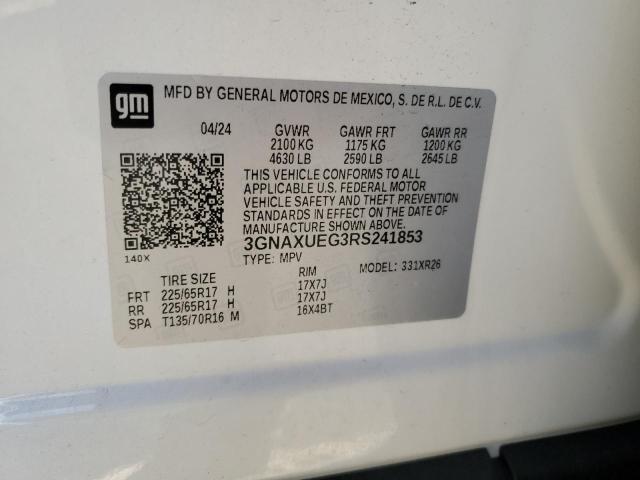 gm
MFD BY GENERAL MOTORS DE MEXICO, S. DE R.L. DE C.V.
04/24 GVWR GAWR FRT GAWR RR
2100 KG 1175 KG 1200 KG
4630 LB 2590 LB 2645 LB
THIS VEHICLE CONFORMS TO ALL
APPLICABLE U.S. FEDERAL MOTOR
VEHICLE SAFETY AND THEFT PREVENTION
STANDARDS IN EFFECT ON THE DATE OF
MANUFACTURE SHOWN ABOVE.
3GNAXUEG3RS241853
140X TYPE: MPV MODEL: 331XR26
TIRE SIZE RIM
FRT 225/65R17 H 17X7J
RR 225/65R17 H 17X7J
SPA T135/70R16 M 16X4BT